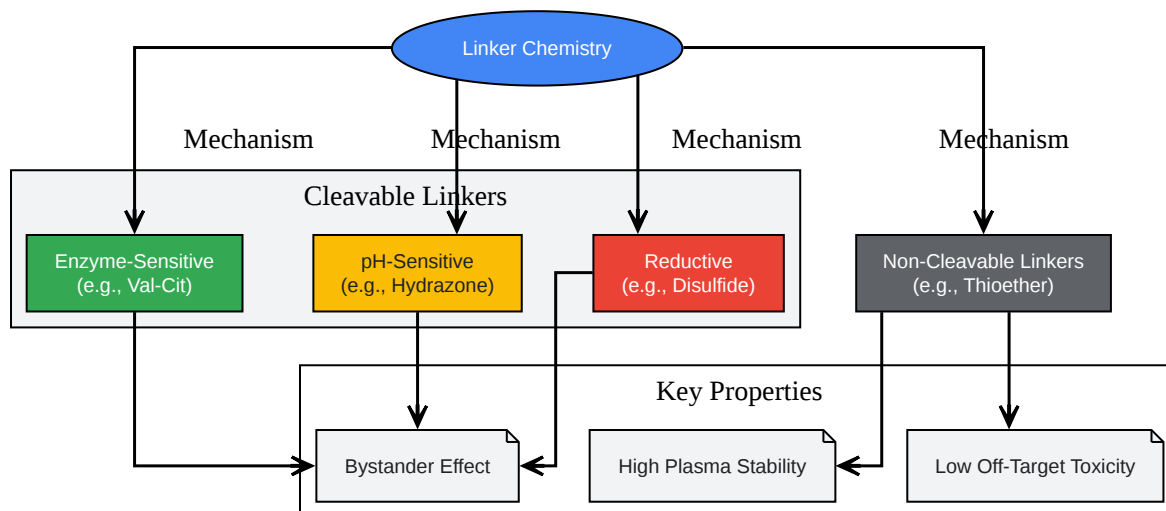 Linker Chemistry
Mechanism
Mechanism
Mechanism
Mechanism
Cleavable Linkers
Enzyme-Sensitive
(e.g., Val-Cit)
pH-Sensitive
(e.g., Hydrazone)
Reductive
(e.g., Disulfide)
Non-Cleavable Linkers
(e.g., Thioether)
Key Properties
Bystander Effect
High Plasma Stability
Low Off-Target Toxicity